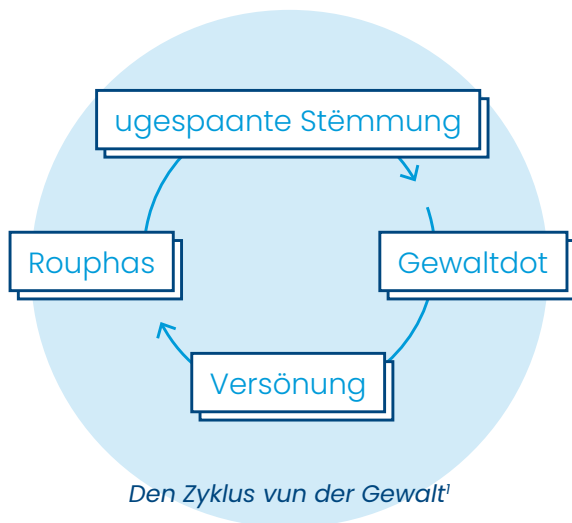 ugespaante Stëmmung
Rouphas
Gewaltdot
Versönung
Den Zyklus vun der Gewalt¹